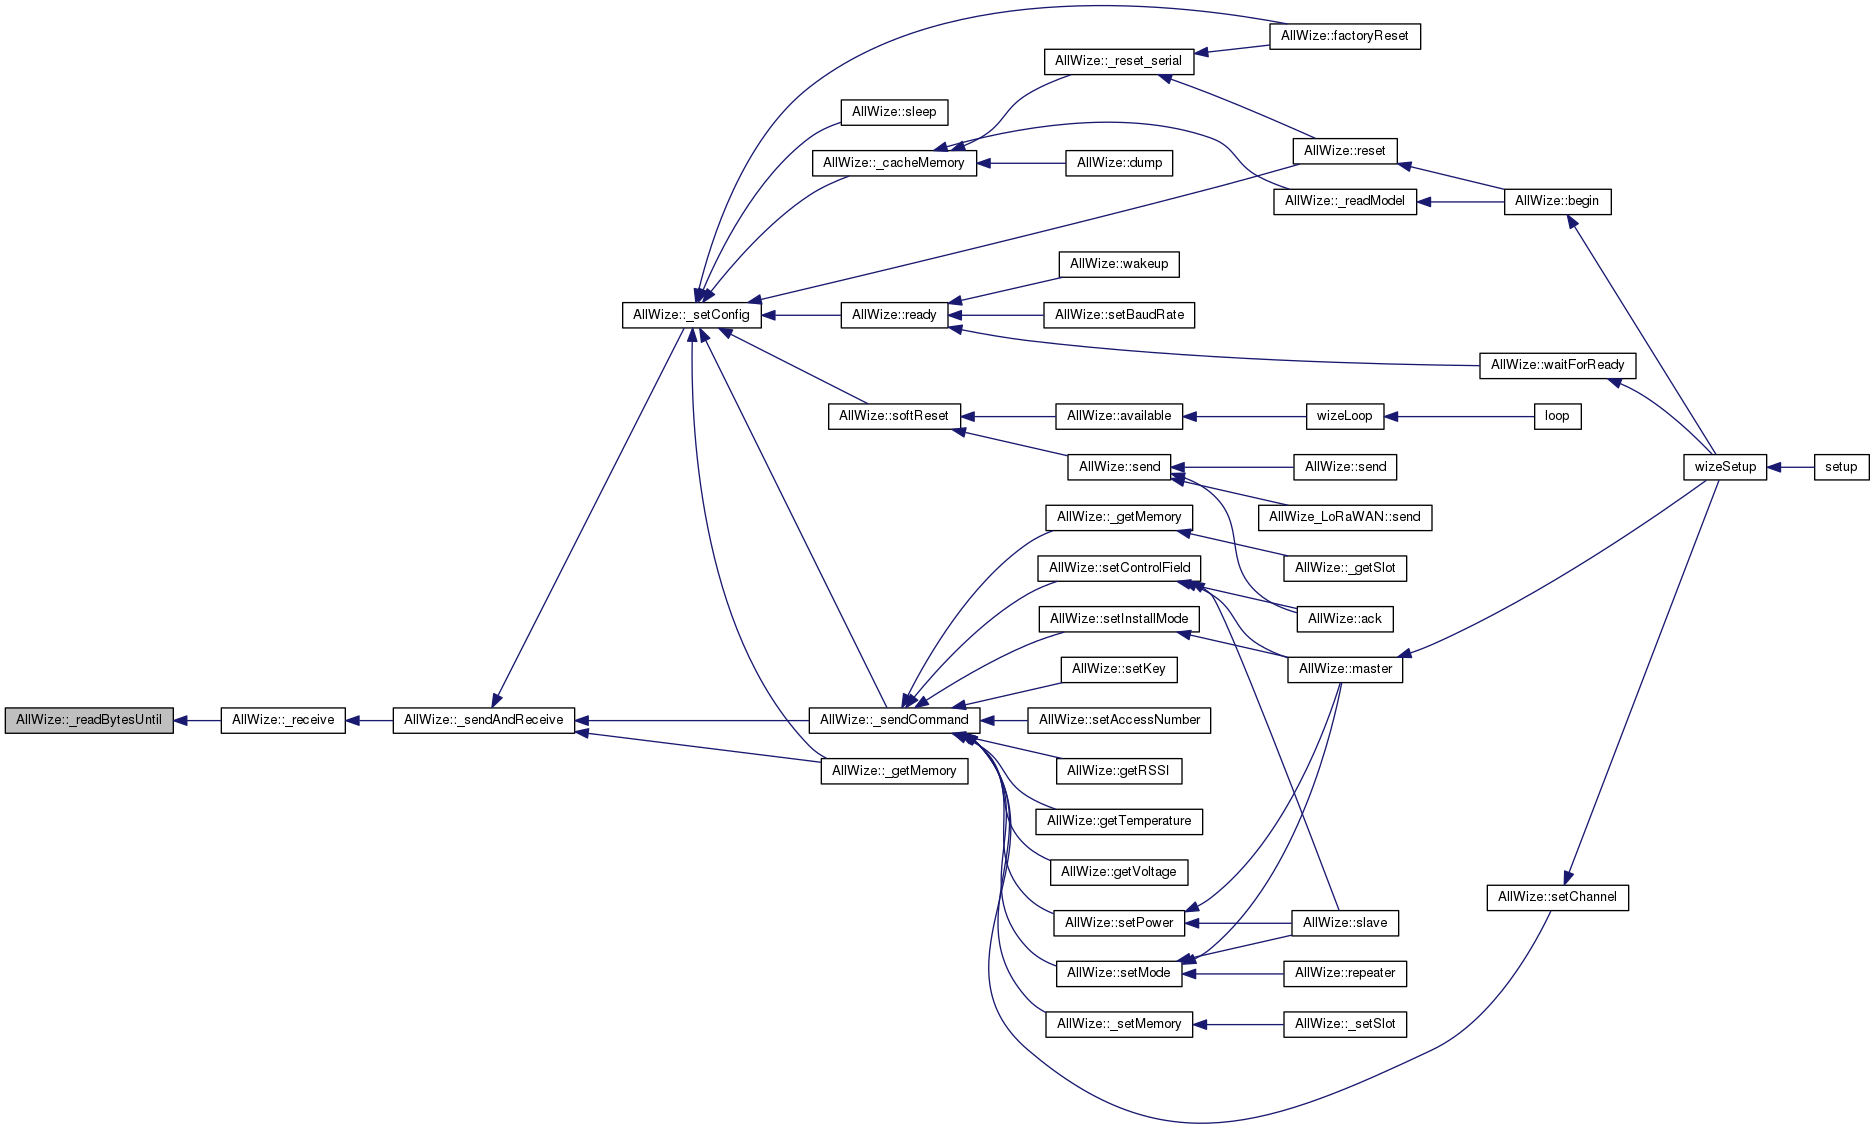 AllWize::factoryReset
AllWize::_reset_serial
AllWize::sleep
AllWize::reset
AllWize::_cacheMemory
AllWize::dump
AllWize::_readModel
AllWize::begin
AllWize::wakeup
AllWize::_setConfig
AllWize::ready
AllWize::setBaudRate
AllWize::waitForReady
AllWize::softReset
AllWize::available
wizeLoop
loop
AllWize::send
AllWize::send
wizeSetup
setup
AllWize::_getMemory
AllWize_LoRaWAN::send
AllWize::setControlField
AllWize::_getSlot
AllWize::setInstallMode
AllWize::ack
AllWize::setKey
AllWize::master
AllWize::_readBytesUntil
AllWize::_receive
AllWize::_sendAndReceive
AllWize::_sendCommand
AllWize::setAccessNumber
AllWize::_getMemory
AllWize::getRSSI
AllWize::getTemperature
AllWize::getVoltage
AllWize::setChannel
AllWize::setPower
AllWize::slave
AllWize::setMode
AllWize::repeater
AllWize::_setMemory
AllWize::_setSlot